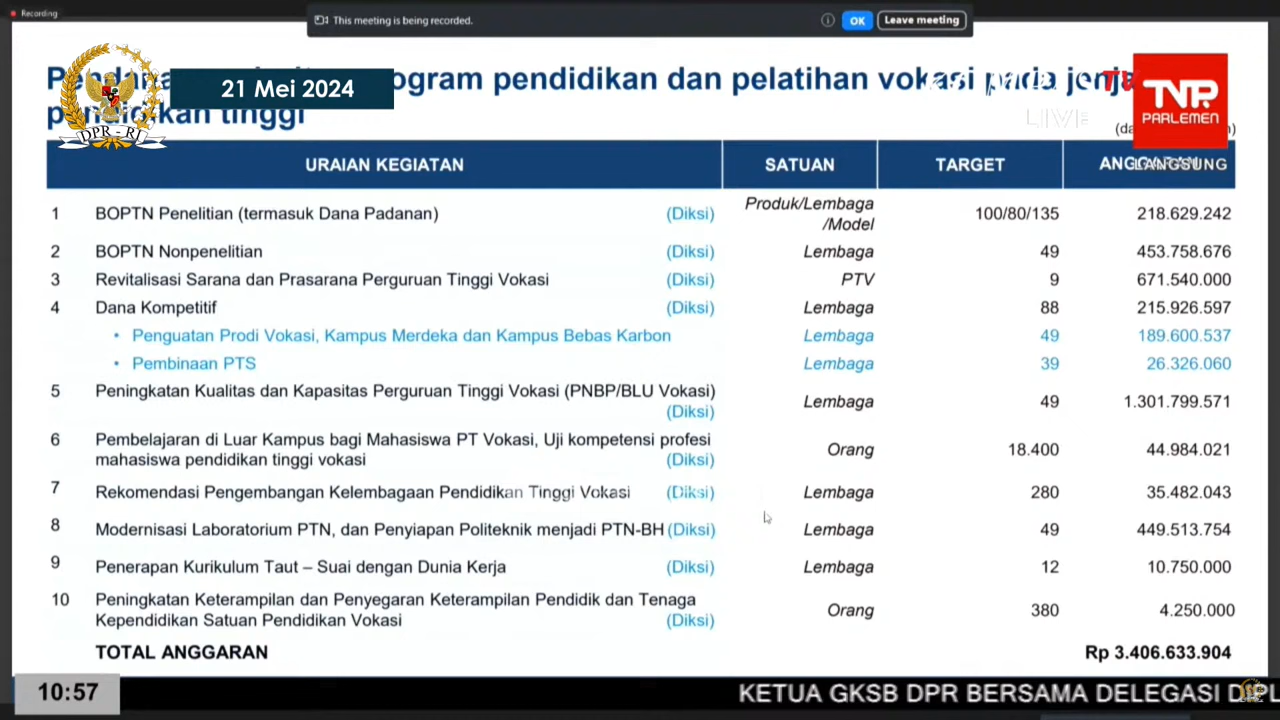 Recording
This meeting is being recorded.
OK
Leave meeting
program pendidikan dan pelatihan vokasi pada
pendidikan tinggi
21 Mei 2024
DPR - RI
TV
LIVE
TVR
PARLEMEN
LANGSUNG
URAIAN KEGIATAN SATUAN TARGET ANGGARAN
1 BOPTN Penelitian (termasuk Dana Padanan) (Diksi) Produk/Lembaga /Model 100/80/135 218.629.242
2 BOPTN Nonpenelitian (Diksi) Lembaga 49 453.758.676
3 Revitalisasi Sarana dan Prasarana Perguruan Tinggi Vokasi (Diksi) PTV 9 671.540.000
4 Dana Kompetitif (Diksi) Lembaga 88 215.926.597
• Penguatan Prodi Vokasi, Kampus Merdeka dan Kampus Bebas Karbon Lembaga 49 189.600.537
• Pembinaan PTS Lembaga 39 26.326.060
5 Peningkatan Kualitas dan Kapasitas Perguruan Tinggi Vokasi (PNBP/BLU Vokasi)
(Diksi) Lembaga 49 1.301.799.571
6 Pembelajaran di Luar Kampus bagi Mahasiswa PT Vokasi, Uji kompetensi profesi
mahasiswa pendidikan tinggi vokasi (Diksi) Orang 18.400 44.984.021
7 Rekomendasi Pengembangan Kelembagaan Pendidikan Tinggi Vokasi (Diksi) Lembaga 280 35.482.043
8 Modernisasi Laboratorium PTN, dan Penyiapan Politeknik menjadi PTN-BH (Diksi) Lembaga 49 449.513.754
9 Penerapan Kurikulum Taut – Suai dengan Dunia Kerja (Diksi) Lembaga 12 10.750.000
10 Peningkatan Keterampilan dan Penyegaran Keterampilan Pendidik dan Tenaga
Kependidikan Satuan Pendidikan Vokasi (Diksi) Orang 380 4.250.000
TOTAL ANGGARAN Rp 3.406.633.904
10:57
KETUA GKSB DPR BERSAMA DELEGASI